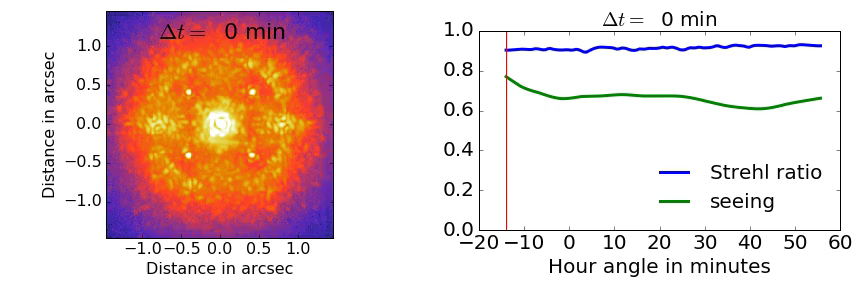 Δt = 0 min
1.0
0.5
0.0
−0.5
−1.0
Distance in arcsec
−1.0 −0.5 0.0 0.5 1.0
Distance in arcsec
Δt = 0 min
1.0
0.8
0.6
0.4
0.2
0.0
Strehl ratio
seeing
−20 −10 0 10 20 30 40 50 60
Hour angle in minutes